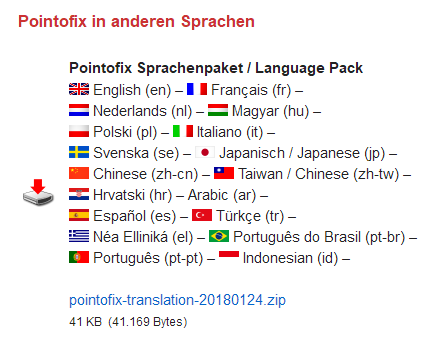 Pointofix in anderen Sprachen
Pointofix Sprachenpaket / Language Pack
English (en) – Français (fr) –
Nederlands (nl) – Magyar (hu) –
Polski (pl) – Italiano (it) –
Svenska (se) – Japanisch / Japanese (jp) –
Chinese (zh-cn) – Taiwan / Chinese (zh-tw) –
Hrvatski (hr) – Arabic (ar) –
Español (es) – Türkçe (tr) –
Néa Elliniká (el) – Português do Brasil (pt-br) –
Português (pt-pt) – Indonesian (id) –
pointofix-translation-20180124.zip
41 KB (41.169 Bytes)